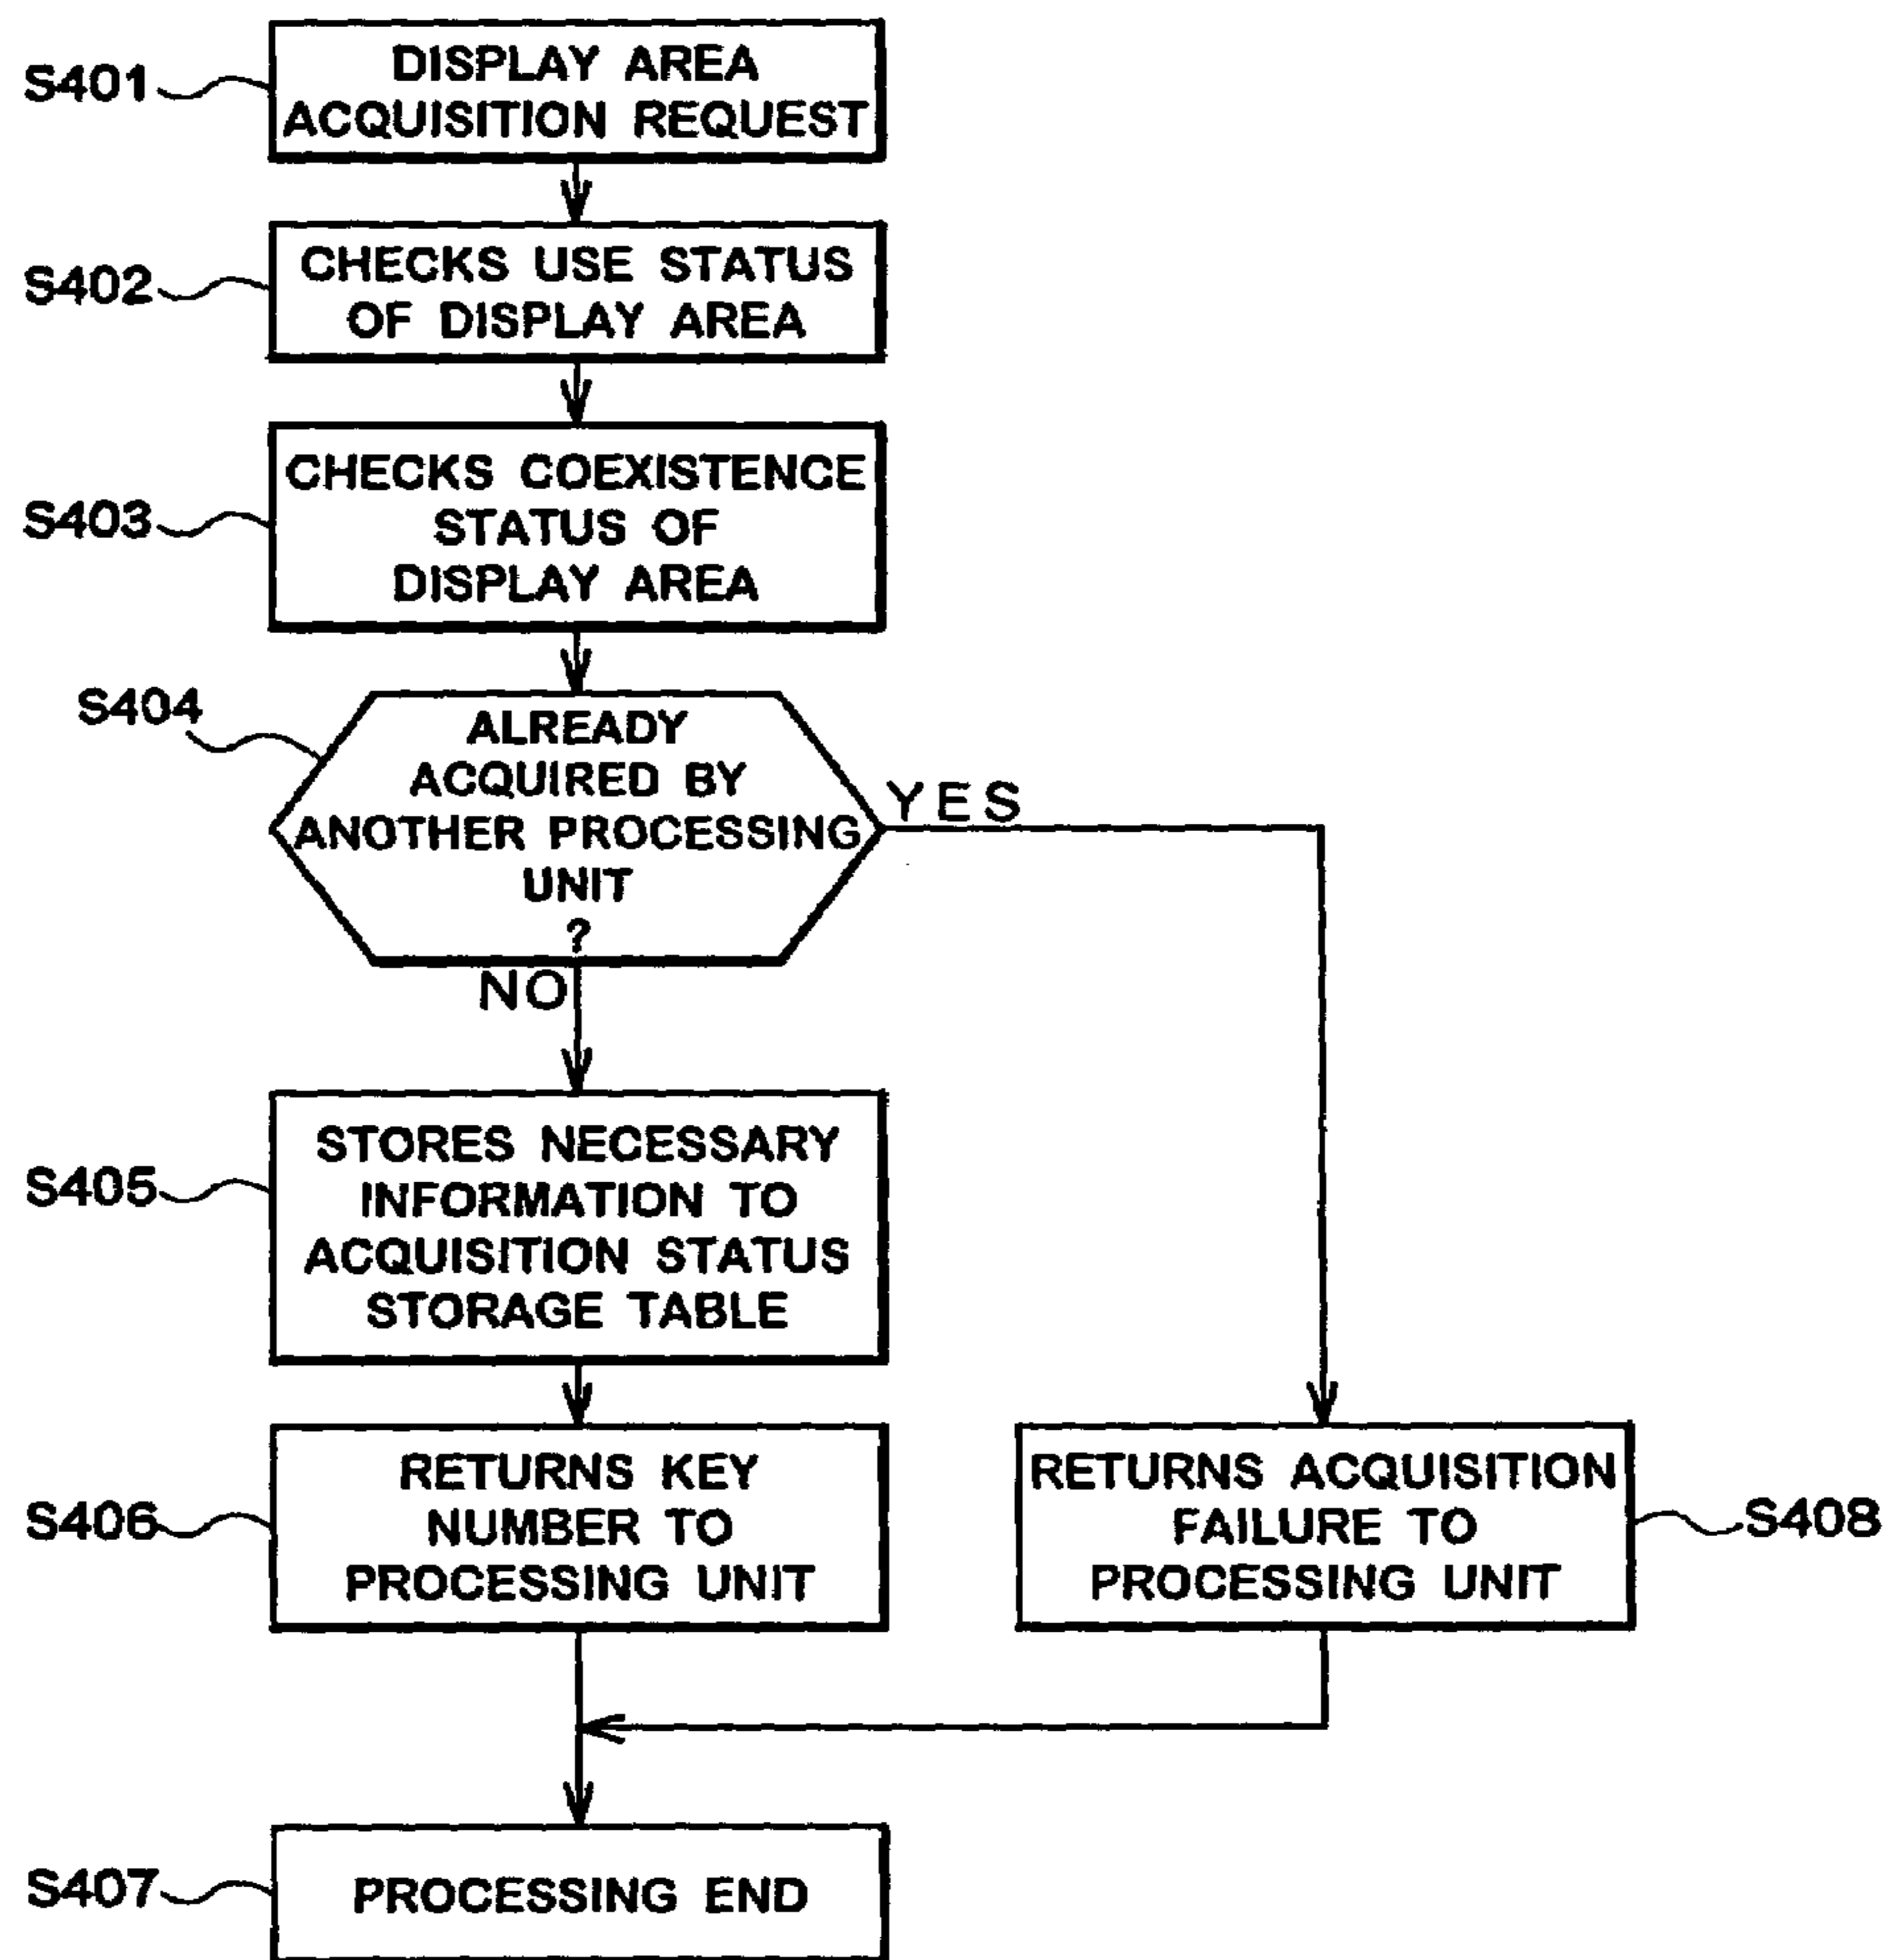 S401
DISPLAY AREA
ACQUISITION REQUEST
S402
CHECKS USE STATUS
OF DISPLAY AREA
S403
CHECKS COEXISTENCE
STATUS OF
DISPLAY AREA
S404
ALREADY
ACQUIRED BY
ANOTHER PROCESSING
UNIT
?
YES
NO
S405
STORES NECESSARY
INFORMATION TO
ACQUISITION STATUS
STORAGE TABLE
S406
RETURNS KEY
NUMBER TO
PROCESSING UNIT
RETURNS ACQUISITION
FAILURE TO
PROCESSING UNIT
S408
S407
PROCESSING END